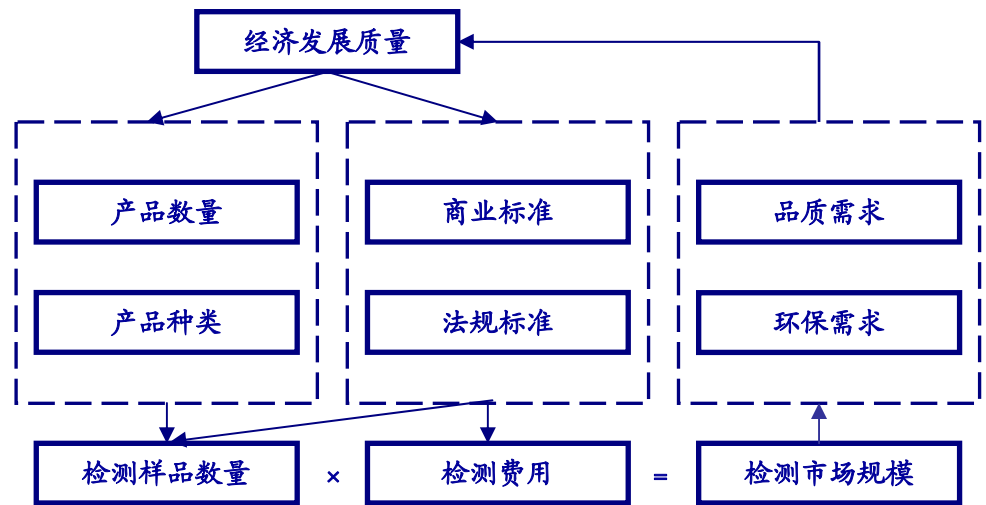 经济发展质量
产品数量
商业标准
品质需求
产品种类
法规标准
环保需求
检测样品数量 × 检测费用 = 检测市场规模